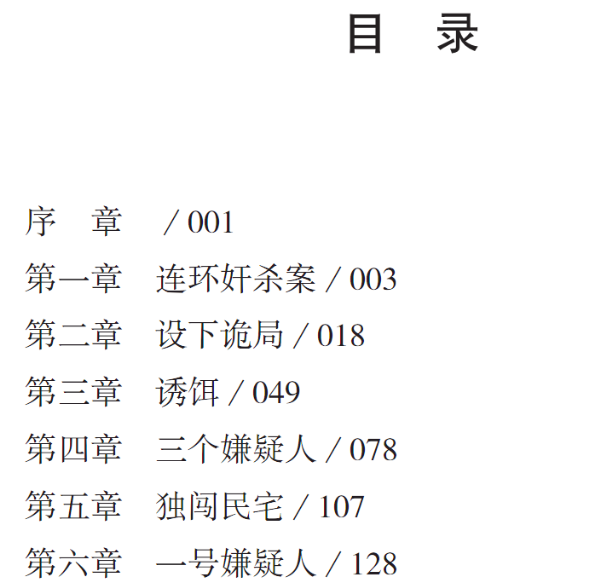 目 录
序 章 / 001
第一章 连环奸杀案 / 003
第二章 设下诡局 / 018
第三章 诱饵 / 049
第四章 三个嫌疑人 / 078
第五章 独闯民宅 / 107
第六章 一号嫌疑人 / 128